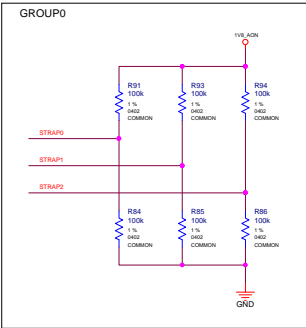 GROUP0
1V8_AON
R91
100k
1 %
0402
COMMON
R93
100k
1 %
0402
COMMON
R94
100k
1 %
0402
COMMON
STRAP0
STRAP1
STRAP2
R84
100k
1 %
0402
COMMON
R85
100k
1 %
0402
COMMON
R86
100k
1 %
0402
COMMON
GND